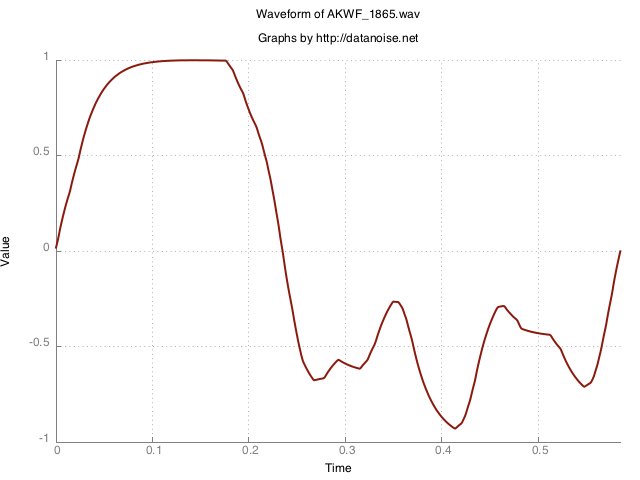 Waveform of AKWF_1865.wav
Graphs by http://datanoise.net
1
0.5
0
-0.5
-1
Value
0 0.1 0.2 0.3 0.4 0.5
Time